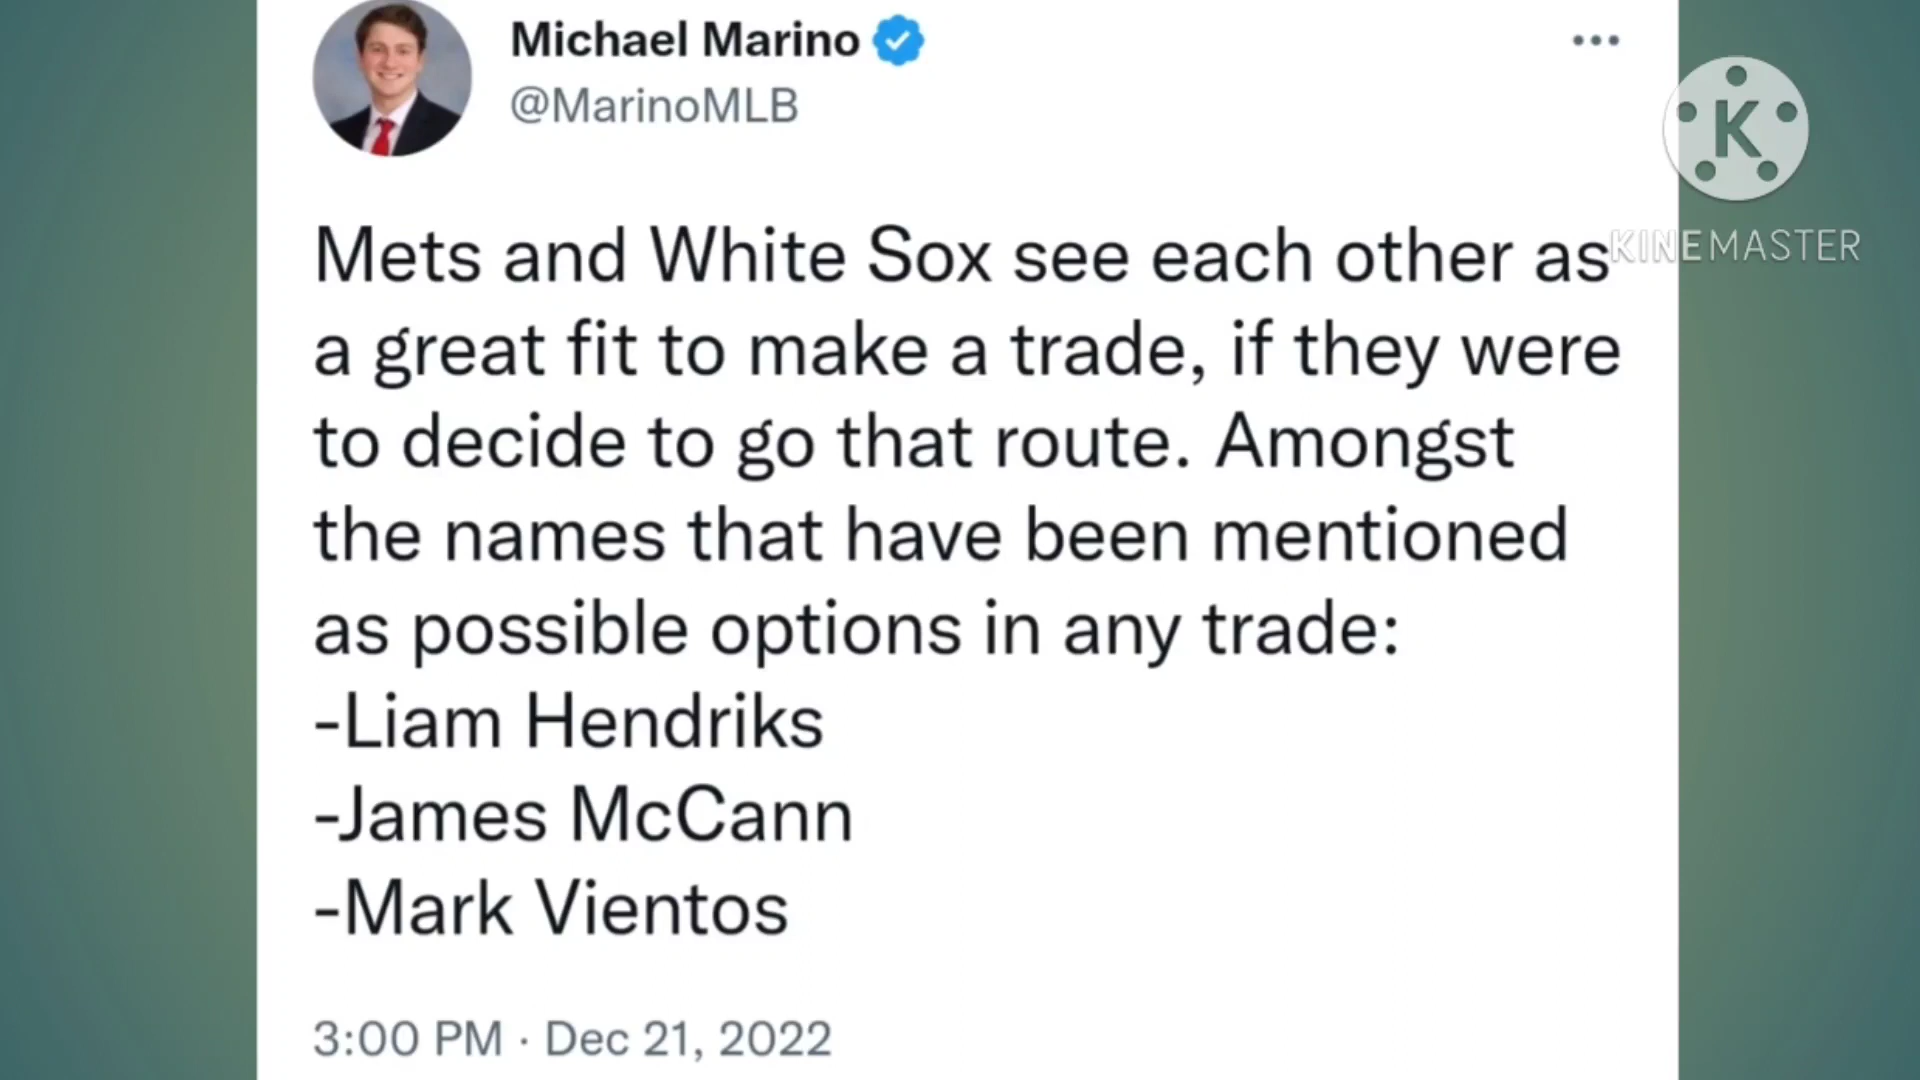 Michael Marino
@MarinoMLB
K
KINEMASTER
Mets and White Sox see each other as
a great fit to make a trade, if they were
to decide to go that route. Amongst
the names that have been mentioned
as possible options in any trade:
-Liam Hendriks
-James McCann
-Mark Vientos
3:00 PM · Dec 21, 2022